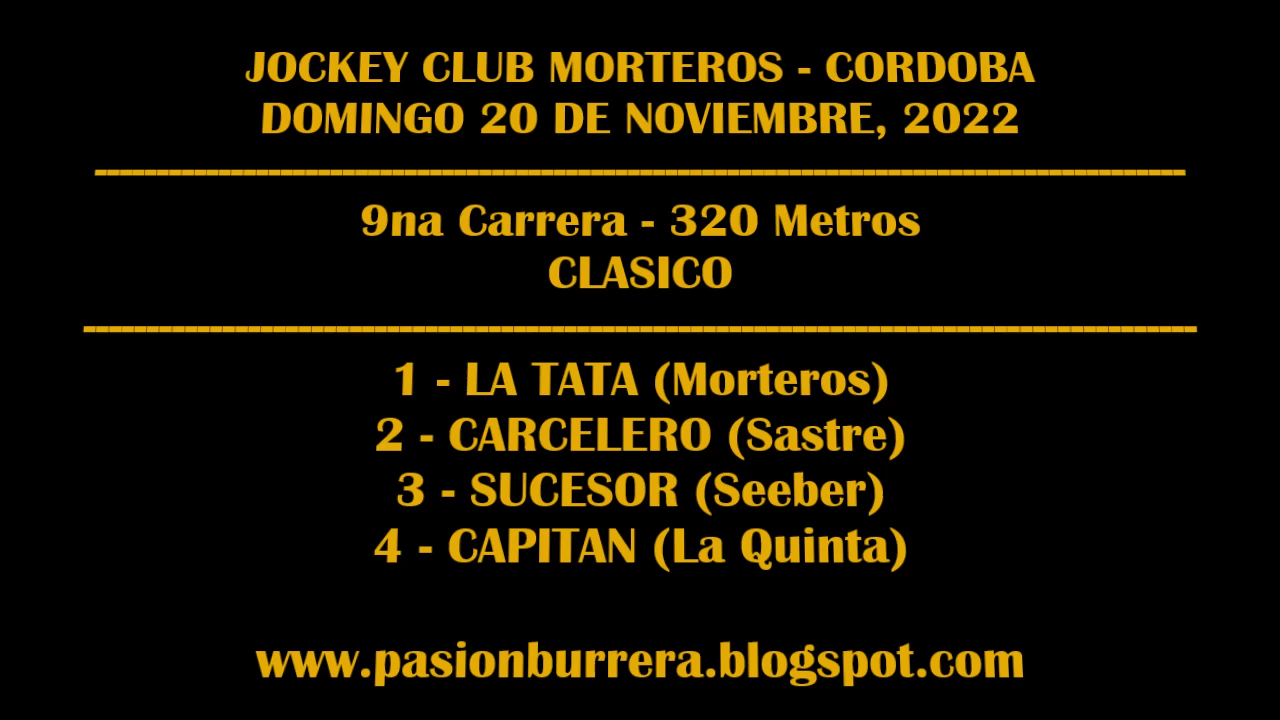 JOCKEY CLUB MORTEROS - CORDOBA
DOMINGO 20 DE NOVIEMBRE, 2022
9na Carrera - 320 Metros
CLASICO
1 - LA TATA (Morteros)
2 - CARCELERO (Sastre)
3 - SUCESOR (Seeber)
4 - CAPITAN (La Quinta)
www.pasionburrera.blogspot.com